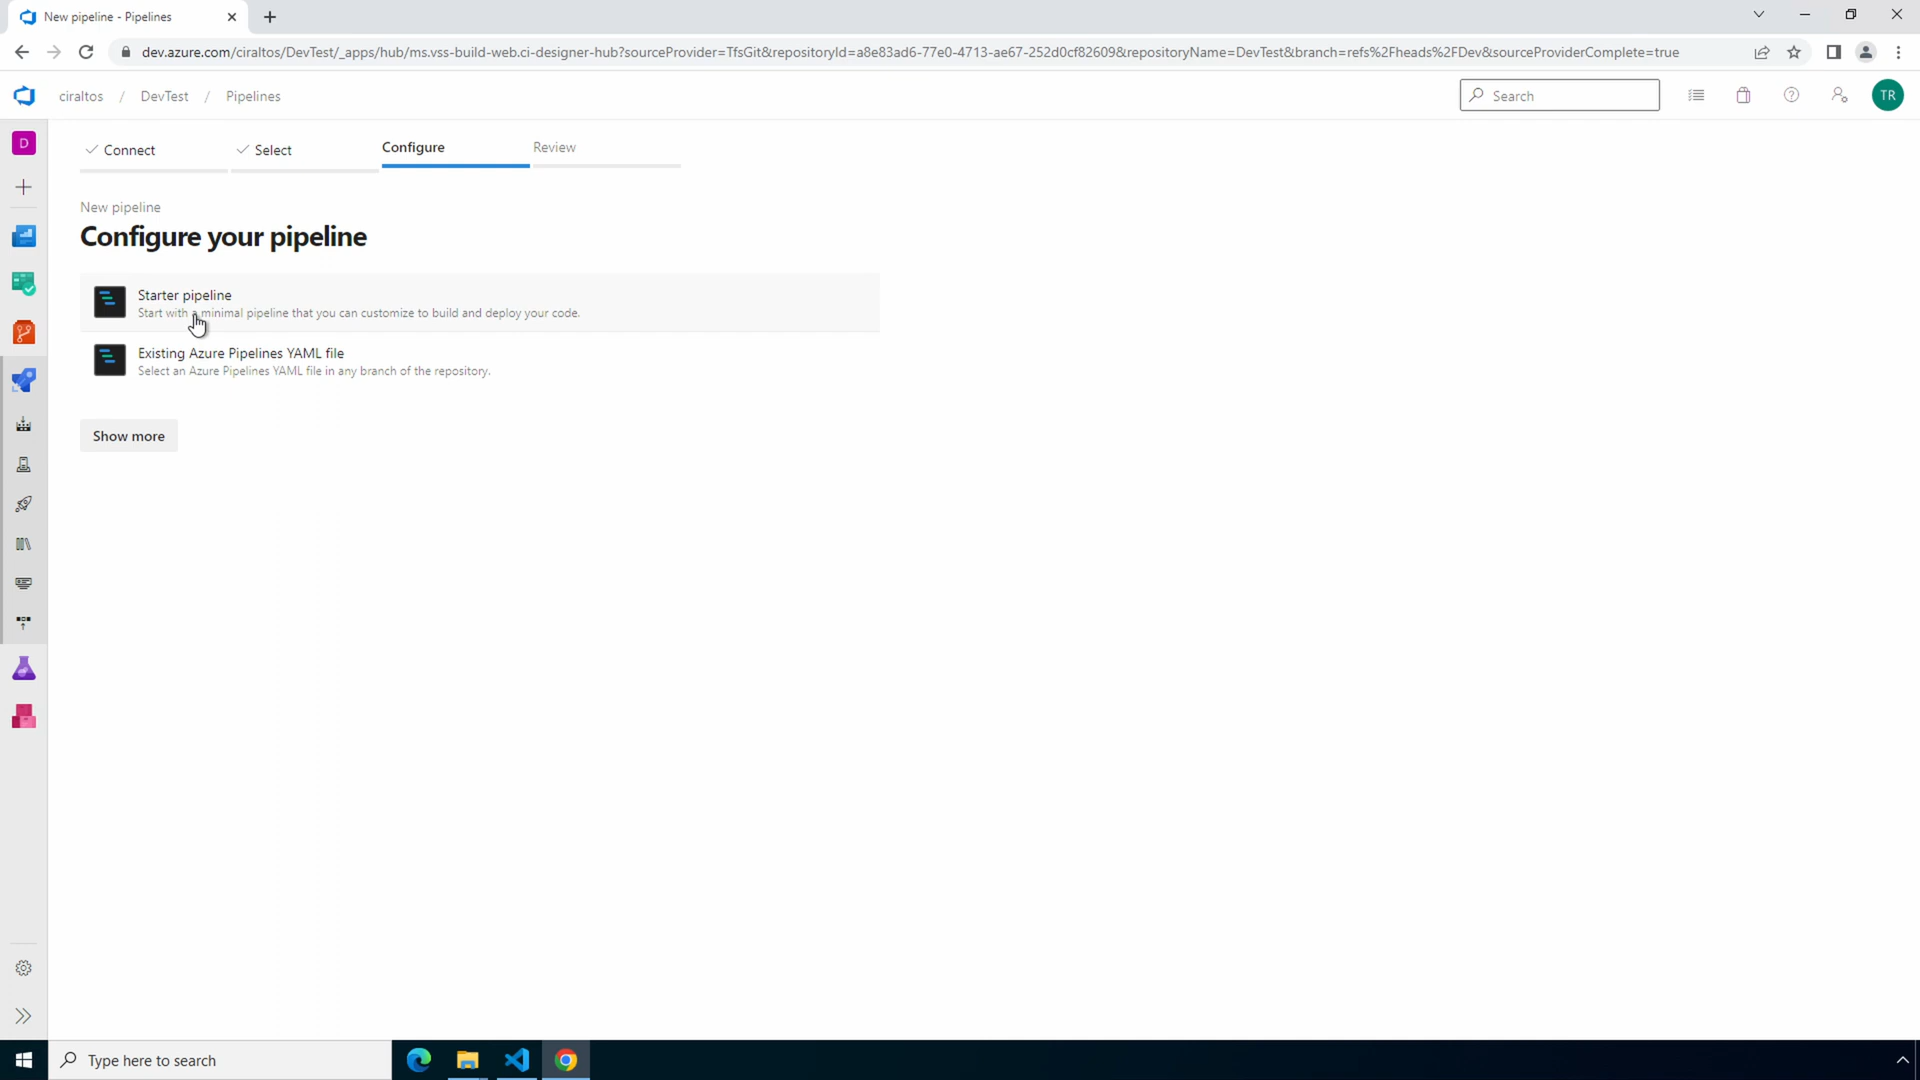 New pipeline - Pipelines
dev.azure.com/ciraltos/DevTest/_apps/hub/ms.vss-build-web.ci-designer-hub?sourceProvider=TfsGit&repositoryId=a8e83ad6-77e0-4713-ae67-252d0cf82609&repositoryName=DevTest&branch=refs%2Fheads%2FDev&sourceProviderComplete=true
ciraltos / DevTest / Pipelines
Search
TR
D
Connect
Select
Configure
Review
New pipeline
Configure your pipeline
Starter pipeline
Start with a minimal pipeline that you can customize to build and deploy your code.
Existing Azure Pipelines YAML file
Select an Azure Pipelines YAML file in any branch of the repository.
Show more
Type here to search